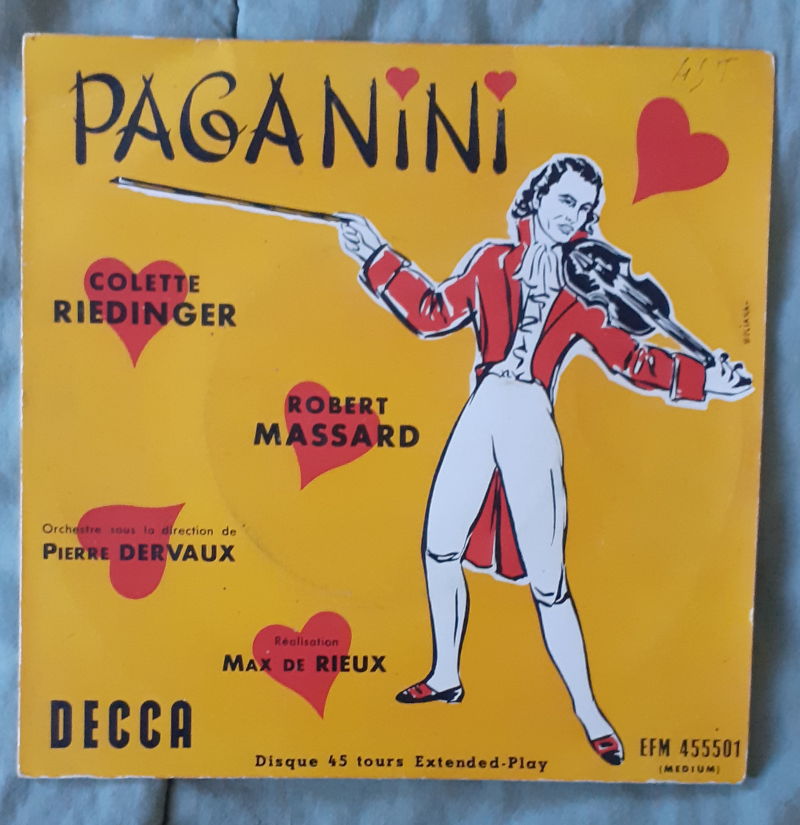 PAGANINI
COLETTE
RIEDINGER
ROBERT
MASSARD
Orchestre sous la direction de
PIERRE DERVAUX
Réalisation
MAX DE RIEUX
DECCA
Disque 45 tours Extended-Play
EFM 455501
(MEDIUM)